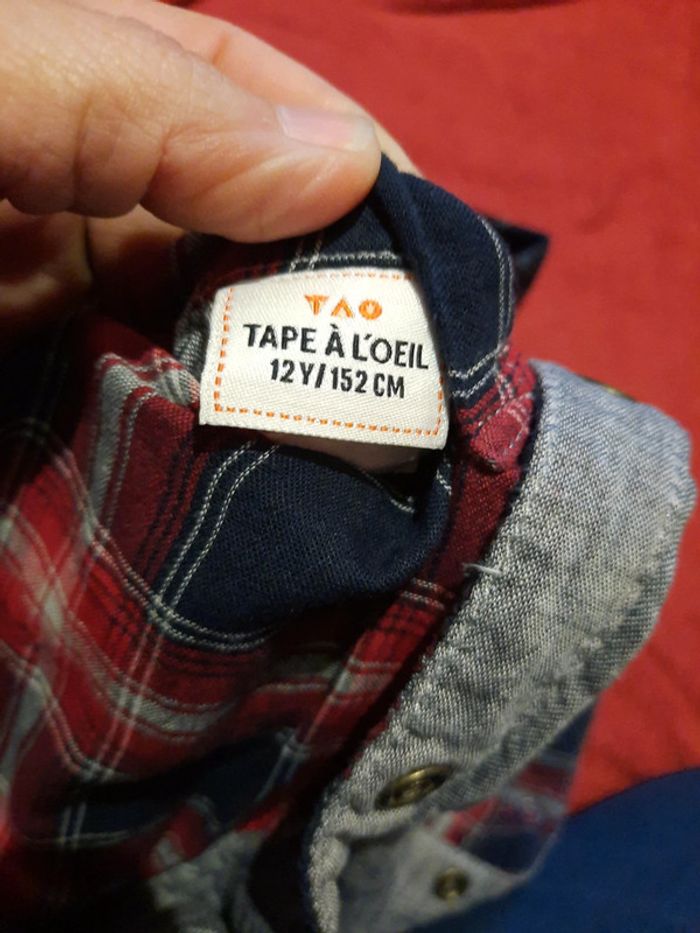 TAO
TAPE À L'OEIL
12Y/152 CM